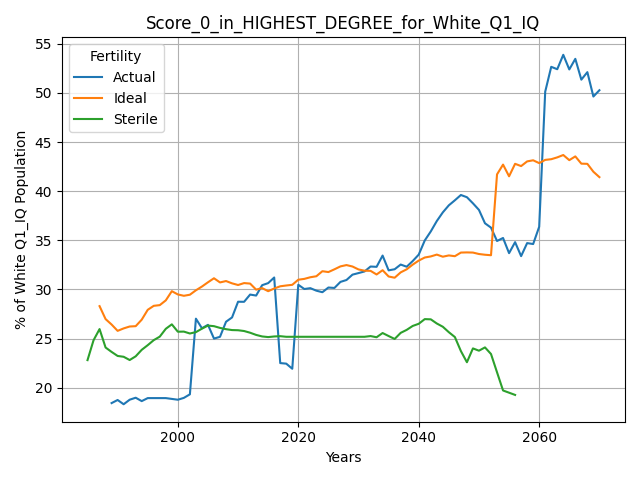 Score_0_in_HIGHEST_DEGREE_for_White_Q1_IQ
% of White Q1_IQ Population
55
50
45
40
35
30
25
20
Fertility
Actual
Ideal
Sterile
2000
2020
2040
2060
Years